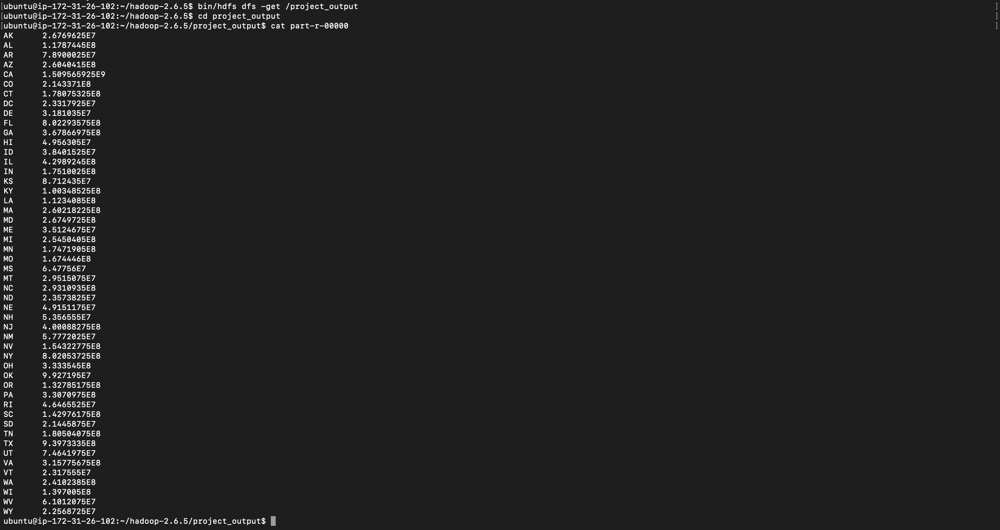 [ubuntu@ip-172-31-26-102:~/hadoop-2.6.5$ bin/hdfs dfs -get /project_output ]
[ubuntu@ip-172-31-26-102:~/hadoop-2.6.5$ cd project_output ]
[ubuntu@ip-172-31-26-102:~/hadoop-2.6.5/project_output$ cat part-r-00000 ]
AK 2.6769625E7
AL 1.1787445E8
AR 7.8900025E7
AZ 2.6040415E8
CA 1.509565925E9
CO 2.143371E8
CT 1.78075325E8
DC 2.3317925E7
DE 3.181035E7
FL 8.02293575E8
GA 3.67866975E8
HI 4.956305E7
ID 3.8401525E7
IL 4.2989245E8
IN 1.7510025E8
KS 8.712435E7
KY 1.00348525E8
LA 1.1234085E8
MA 2.60218225E8
MD 2.6749725E8
ME 3.5124675E7
MI 2.5450405E8
MN 1.7471905E8
MO 1.674446E8
MS 6.47756E7
MT 2.9515075E7
NC 2.9310935E8
ND 2.3573825E7
NE 4.9151175E7
NH 5.356555E7
NJ 4.00088275E8
NM 5.7772025E7
NV 1.54322775E8
NY 8.02053725E8
OH 3.333545E8
OK 9.927195E7
OR 1.32785175E8
PA 3.3070975E8
RI 4.6465525E7
SC 1.42976175E8
SD 2.1445875E7
TN 1.80504075E8
TX 9.3973335E8
UT 7.4641975E7
VA 3.15775675E8
VT 2.317555E7
WA 2.4102385E8
WI 1.397005E8
WV 6.1012075E7
WY 2.2568725E7
ubuntu@ip-172-31-26-102:~/hadoop-2.6.5/project_output$